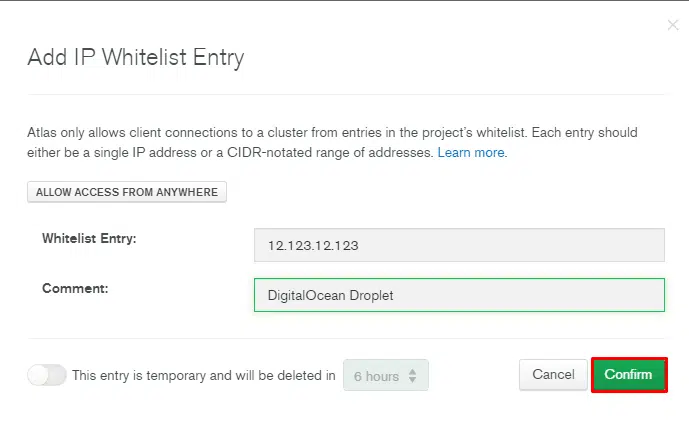 Add IP Whitelist Entry
Atlas only allows client connections to a cluster from entries in the project's whitelist. Each entry should
either be a single IP address or a CIDR-notated range of addresses. Learn more.
ALLOW ACCESS FROM ANYWHERE
Whitelist Entry: 12.123.12.123
Comment: DigitalOcean Droplet
This entry is temporary and will be deleted in 6 hours Cancel Confirm